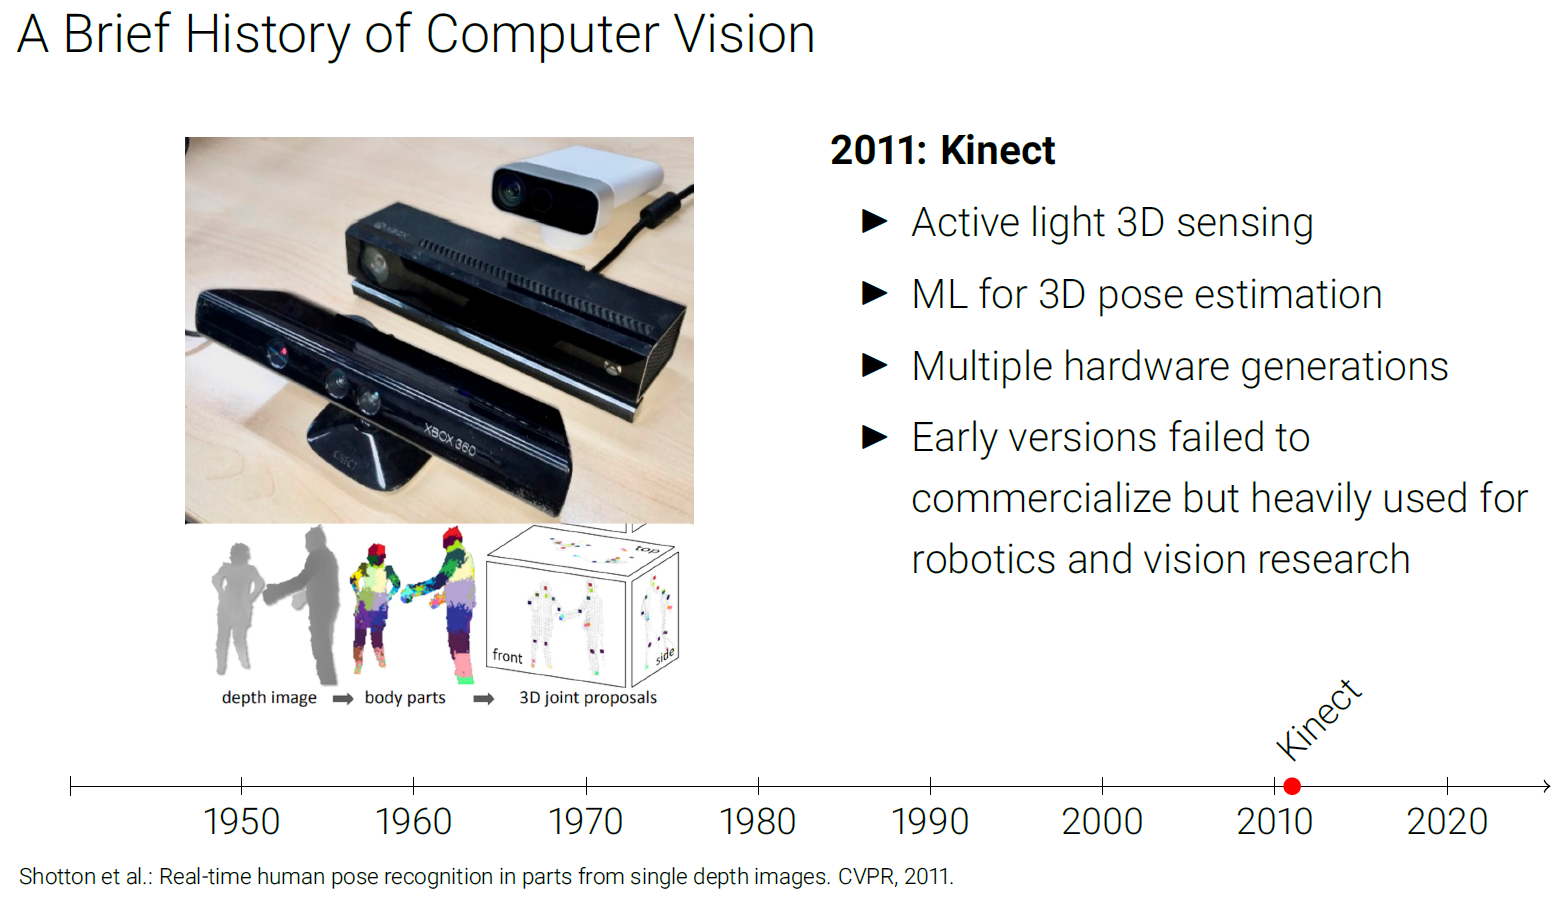 A Brief History of Computer Vision
2011: Kinect
Active light 3D sensing
ML for 3D pose estimation
Multiple hardware generations
Early versions failed to
commercialize but heavily used for
robotics and vision research
XBOX
XBOX 360
KINECT
top
front
side
depth image
body parts
3D joint proposals
Kinect
1950 1960 1970 1980 1990 2000 2010 2020
Shotton et al.: Real-time human pose recognition in parts from single depth images. CVPR, 2011.